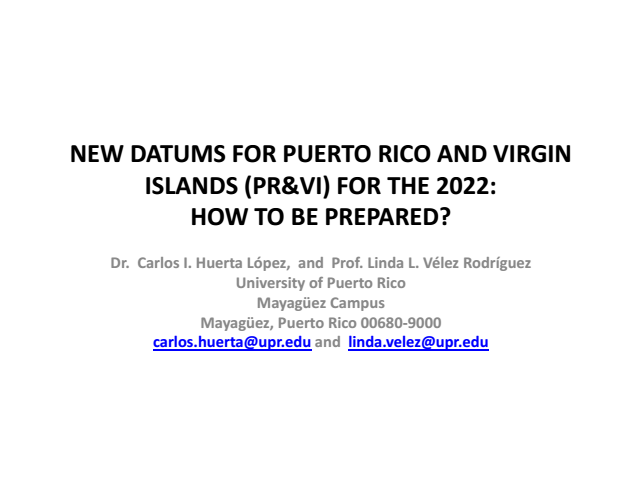 NEW DATUMS FOR PUERTO RICO AND VIRGIN
ISLANDS (PR&VI) FOR THE 2022:
HOW TO BE PREPARED?
Dr.  Carlos I. Huerta López,  and  Prof. Linda L. Vélez Rodríguez
University of Puerto Rico
Mayagüez Campus
Mayagüez, Puerto Rico 00680-9000
carlos.huerta@upr.edu and  linda.velez@upr.edu